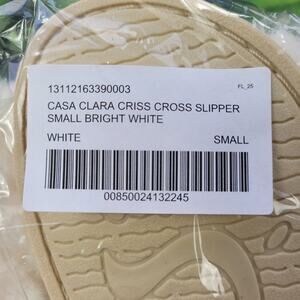 13112163390003
FL_25
CASA CLARA CRISS CROSS SLIPPER
SMALL BRIGHT WHITE
WHITE SMALL
00850024132245